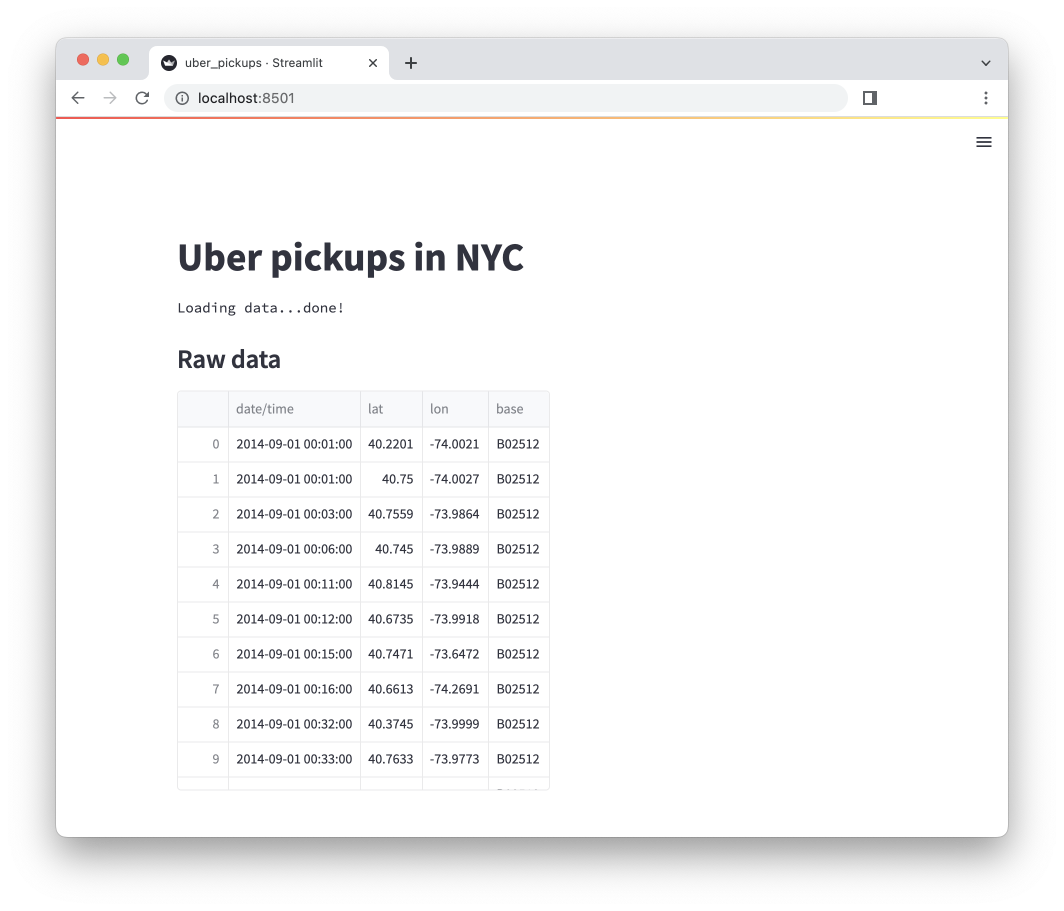 uber_pickups · Streamlit
localhost:8501
Uber pickups in NYC
Loading data...done!
Raw data
date/time lat lon base
0 2014-09-01 00:01:00 40.2201 -74.0021 B02512
1 2014-09-01 00:01:00 40.75 -74.0027 B02512
2 2014-09-01 00:03:00 40.7559 -73.9864 B02512
3 2014-09-01 00:06:00 40.745 -73.9889 B02512
4 2014-09-01 00:11:00 40.8145 -73.9444 B02512
5 2014-09-01 00:12:00 40.6735 -73.9918 B02512
6 2014-09-01 00:15:00 40.7471 -73.6472 B02512
7 2014-09-01 00:16:00 40.6613 -74.2691 B02512
8 2014-09-01 00:32:00 40.3745 -73.9999 B02512
9 2014-09-01 00:33:00 40.7633 -73.9773 B02512